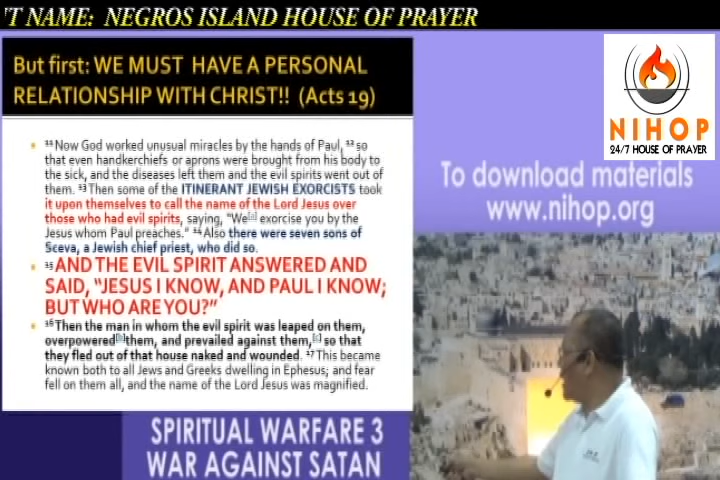 'T NAME:  NEGROS ISLAND HOUSE OF PRAYER
But first: WE MUST  HAVE A PERSONAL
RELATIONSHIP WITH CHRIST!!  (Acts 19)
11 Now God worked unusual miracles by the hands of Paul, 12 so
that even handkerchiefs or aprons were brought from his body to
the sick, and the diseases left them and the evil spirits went out of
them. 13 Then some of the ITINERANT JEWISH EXORCISTS took
it upon themselves to call the name of the Lord Jesus over
those who had evil spirits, saying, "We[a] exorcise you by the
Jesus whom Paul preaches." 14 Also there were seven sons of
Sceva, a Jewish chief priest, who did so.
15 AND THE EVIL SPIRIT ANSWERED AND
SAID, "JESUS I KNOW, AND PAUL I KNOW;
BUT WHO ARE YOU?"
16 Then the man in whom the evil spirit was leaped on them,
overpowered[b] them, and prevailed against them,[c] so that
they fled out of that house naked and wounded. 17 This became
known both to all Jews and Greeks dwelling in Ephesus; and fear
fell on them all, and the name of the Lord Jesus was magnified.
NIHOP
24/7 HOUSE OF PRAYER
To download materials
www.nihop.org
SPIRITUAL WARFARE 3
WAR AGAINST SATAN